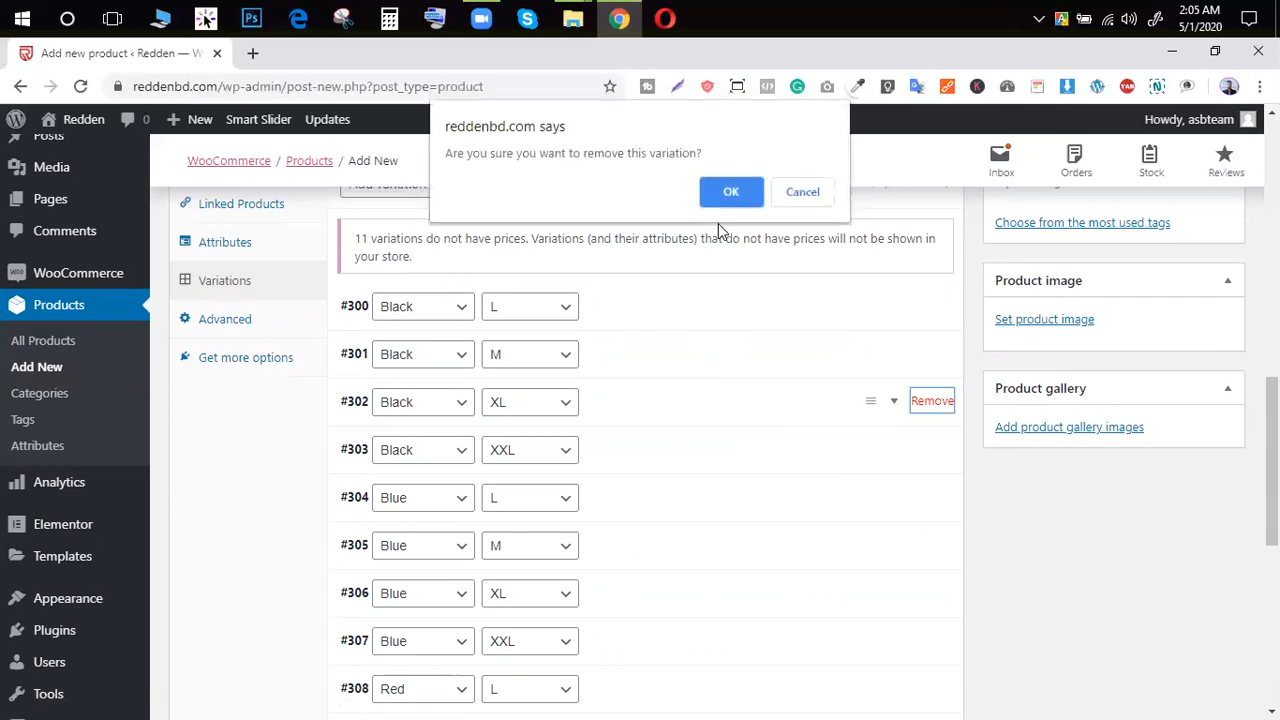 2:05 AM
5/1/2020
Add new product ‹ Redden — W
reddenbd.com/wp-admin/post-new.php?post_type=product
Redden
0
New
Smart Slider
Updates
Howdy, asbteam
reddenbd.com says
Are you sure you want to remove this variation?
OK
Cancel
WooCommerce
Products
Add New
Inbox
Orders
Stock
Reviews
Posts
Media
Pages
Comments
WooCommerce
Products
All Products
Add New
Categories
Tags
Attributes
Analytics
Elementor
Templates
Appearance
Plugins
Users
Tools
Linked Products
Attributes
Variations
Advanced
Get more options
11 variations do not have prices. Variations (and their attributes) that do not have prices will not be shown in
your store.
#300 Black L
#301 Black M
#302 Black XL Remove
#303 Black XXL
#304 Blue L
#305 Blue M
#306 Blue XL
#307 Blue XXL
#308 Red L
Choose from the most used tags
Product image
Set product image
Product gallery
Add product gallery images